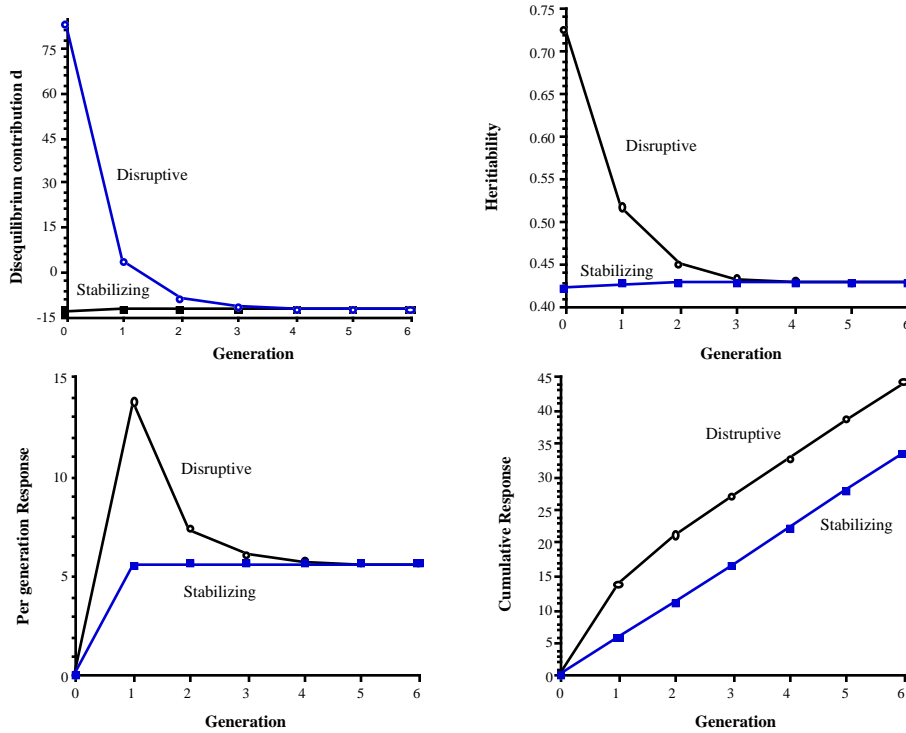 Disequilibrium contribution d
75
60
45
30
15
0
-15
Disruptive
Stabilizing
0 1 2 3 4 5 6
Generation
Heritiability
0.75
0.70
0.65
0.60
0.55
0.50
0.45
0.40
Disruptive
Stabilizing
0 1 2 3 4 5 6
Generation
Per generation Response
15
10
5
0
Disruptive
Stabilizing
0 1 2 3 4 5 6
Generation
Cumulative Response
45
40
35
30
25
20
15
10
5
0
Distruptive
Stabilizing
0 1 2 3 4 5 6
Generation